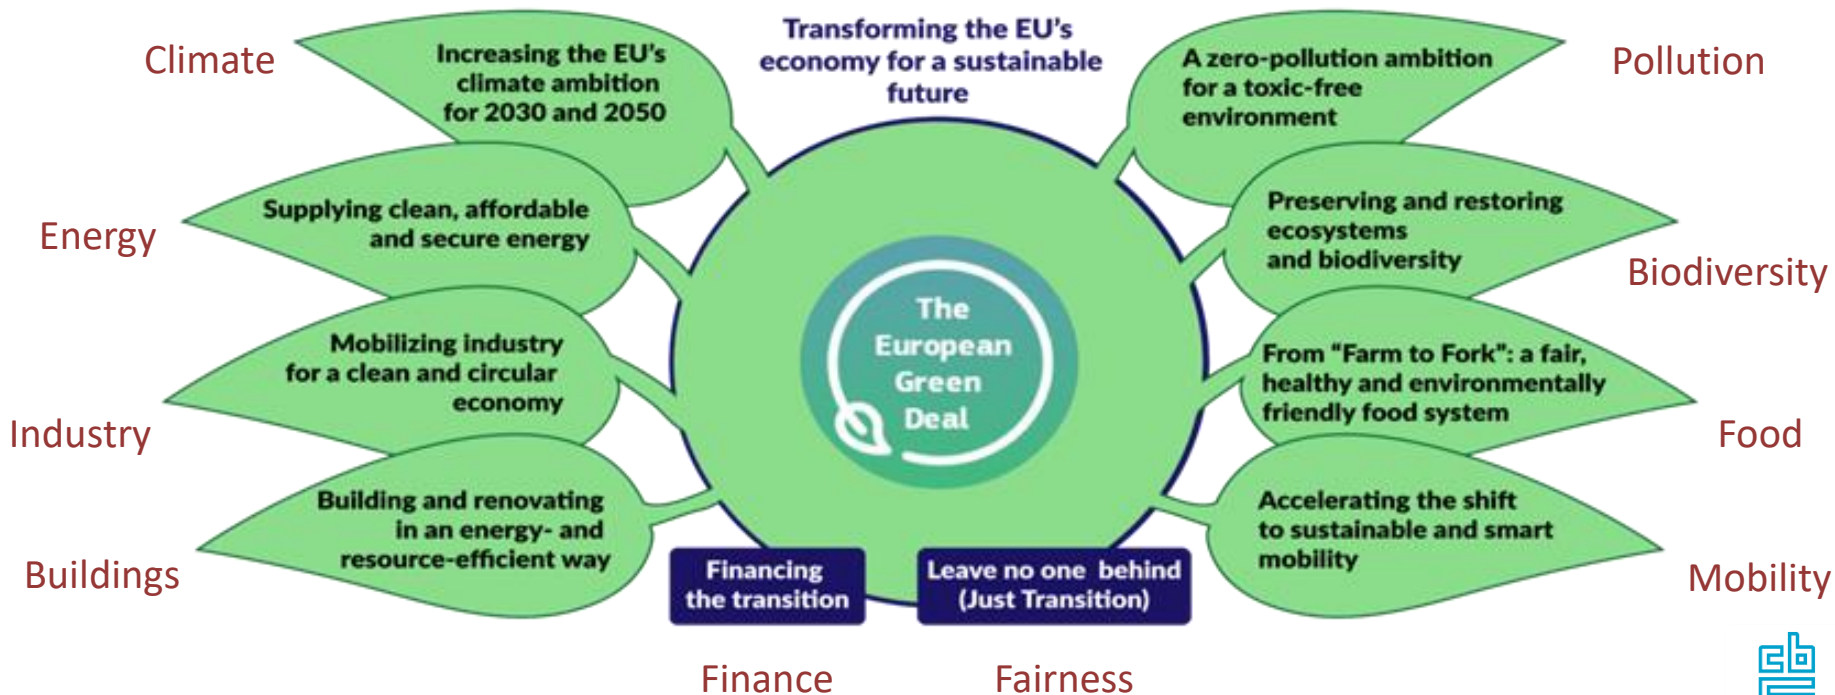 Transforming the EU's
economy for a sustainable
future
Climate
Increasing the EU's
climate ambition
for 2030 and 2050
Energy
Supplying clean, affordable
and secure energy
Industry
Mobilizing industry
for a clean and circular
economy
Buildings
Building and renovating
in an energy- and
resource-efficient way
The
European
Green
Deal
A zero-pollution ambition
for a toxic-free
environment
Pollution
Preserving and restoring
ecosystems
and biodiversity
Biodiversity
From “Farm to Fork”: a fair,
healthy and environmentally
friendly food system
Food
Accelerating the shift
to sustainable and smart
mobility
Mobility
Financing
the transition
Leave no one behind
(Just Transition)
Finance
Fairness
cb